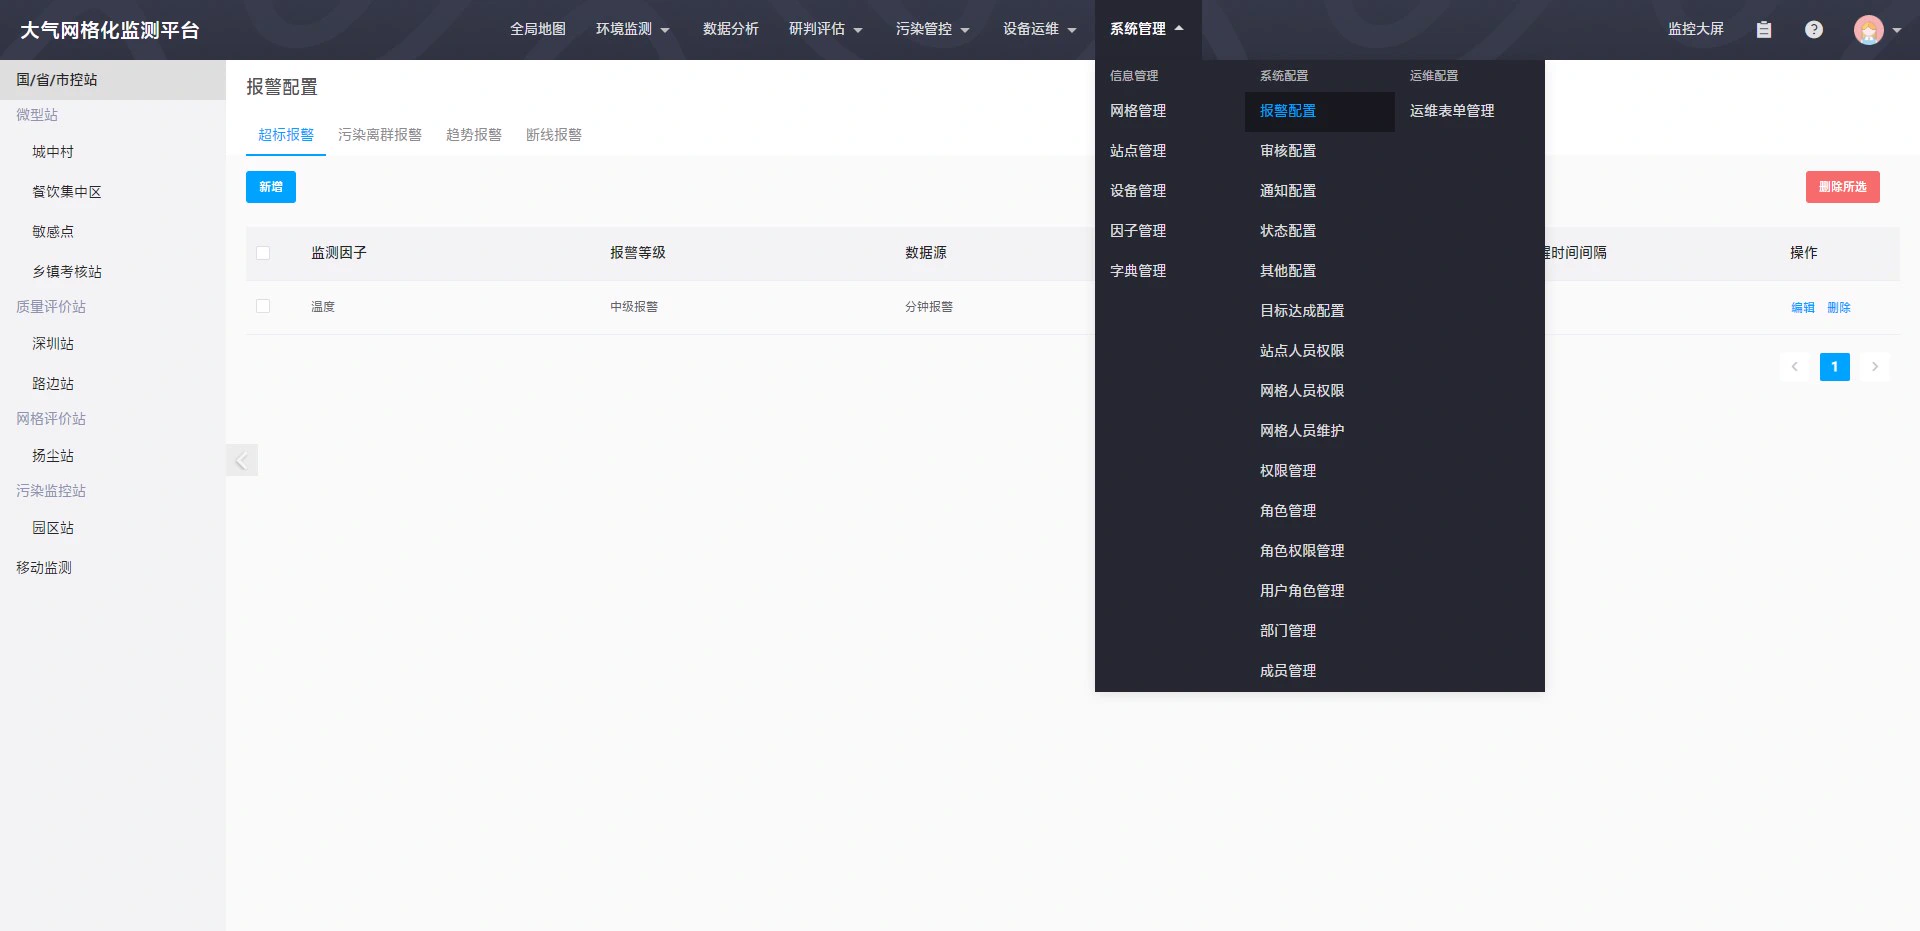 大气网格化监测平台
全局地图 环境监测 数据分析 研判评估 污染管控 设备运维 系统管理 监控大屏
国/省/市控站
微型站
城中村
餐饮集中区
敏感点
乡镇考核站
质量评价站
深圳站
路边站
网格评价站
扬尘站
污染监控站
园区站
移动监测
报警配置
超标报警 污染离群报警 趋势报警 断线报警
新增
删除所选
监测因子 报警等级 数据源 时间间隔 操作
温度 中级报警 分钟报警 编辑 删除
1
信息管理
网格管理
站点管理
设备管理
因子管理
字典管理
系统配置
报警配置
审核配置
通知配置
状态配置
其他配置
目标达成配置
站点人员权限
网格人员权限
网格人员维护
权限管理
角色管理
角色权限管理
用户角色管理
部门管理
成员管理
运维配置
运维表单管理